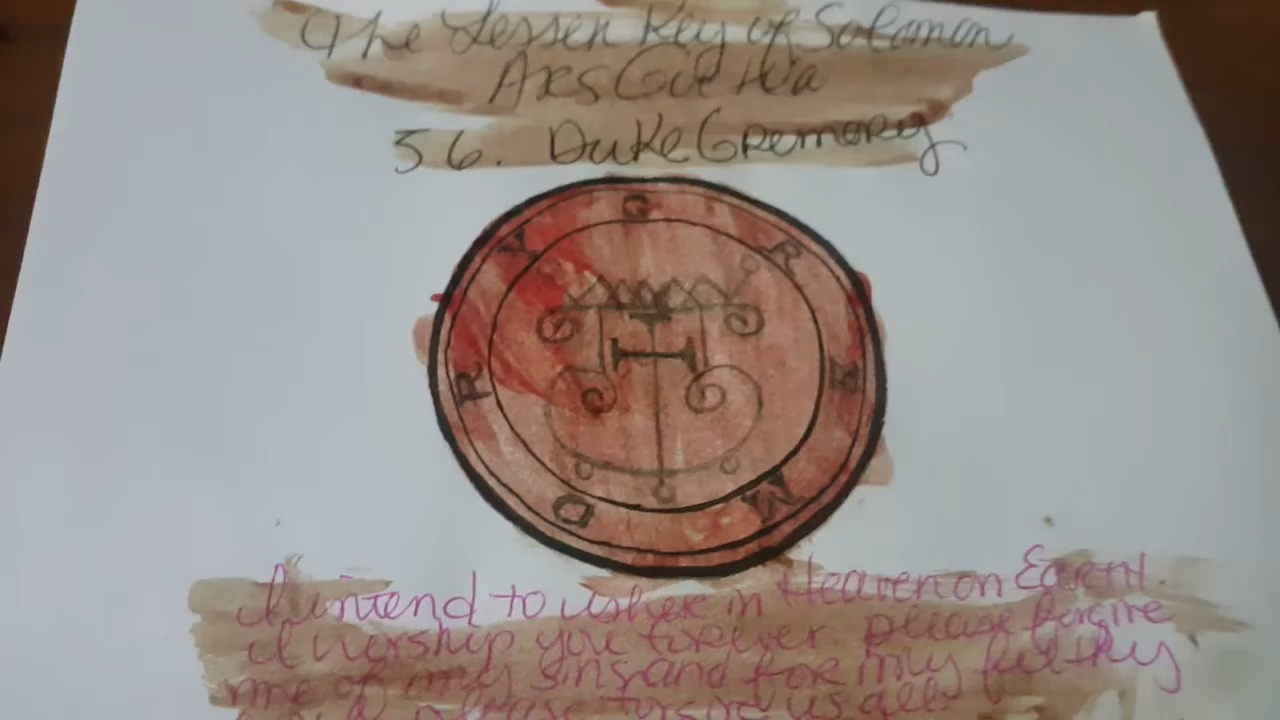 The Lesser Key of Solomon
Ars Goetia
56. Duke Gremory
G R E M O R Y
I intend to usher in Heaven on Earth.
I worship you forever. please forgive
me of my sins and for my filthy
please forgive us all